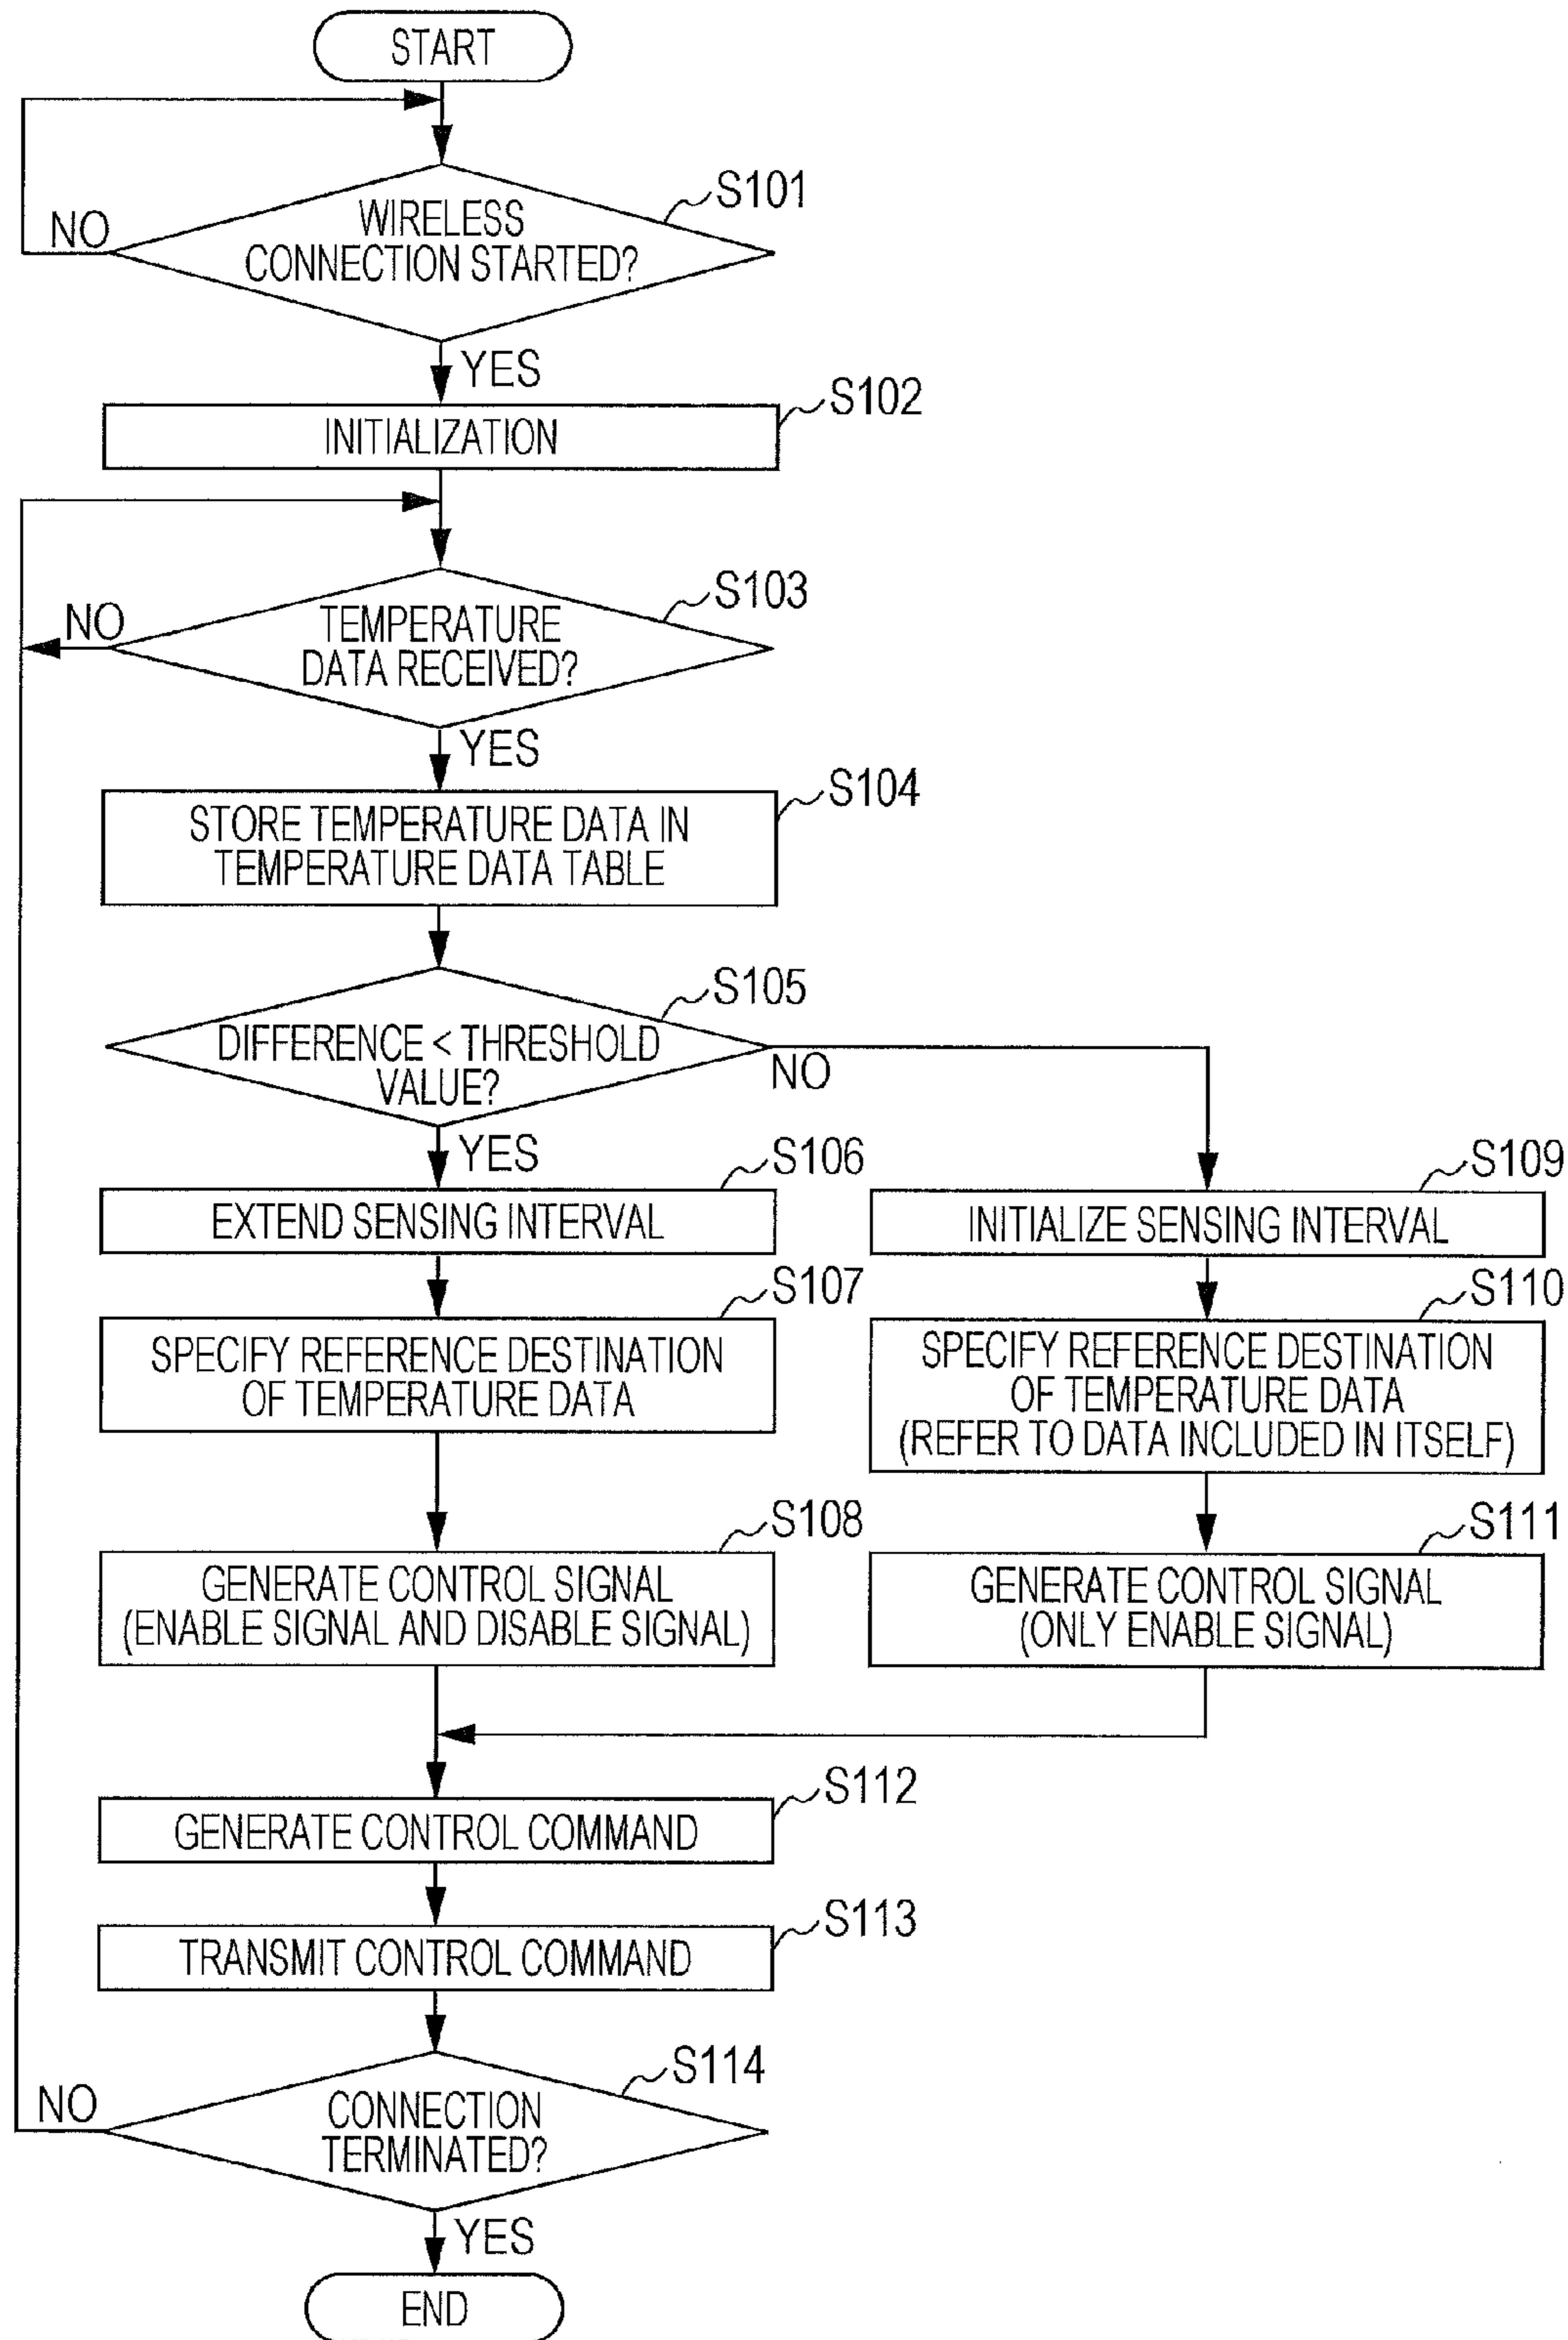 START
S101
WIRELESS
CONNECTION STARTED?
NO
YES
S102
INITIALIZATION
S103
TEMPERATURE
DATA RECEIVED?
NO
YES
S104
STORE TEMPERATURE DATA IN
TEMPERATURE DATA TABLE
S105
DIFFERENCE < THRESHOLD
VALUE?
NO
YES
S106
EXTEND SENSING INTERVAL
S107
SPECIFY REFERENCE DESTINATION
OF TEMPERATURE DATA
S108
GENERATE CONTROL SIGNAL
(ENABLE SIGNAL AND DISABLE SIGNAL)
S109
INITIALIZE SENSING INTERVAL
S110
SPECIFY REFERENCE DESTINATION
OF TEMPERATURE DATA
(REFER TO DATA INCLUDED IN ITSELF)
S111
GENERATE CONTROL SIGNAL
(ONLY ENABLE SIGNAL)
S112
GENERATE CONTROL COMMAND
S113
TRANSMIT CONTROL COMMAND
S114
CONNECTION
TERMINATED?
NO
YES
END